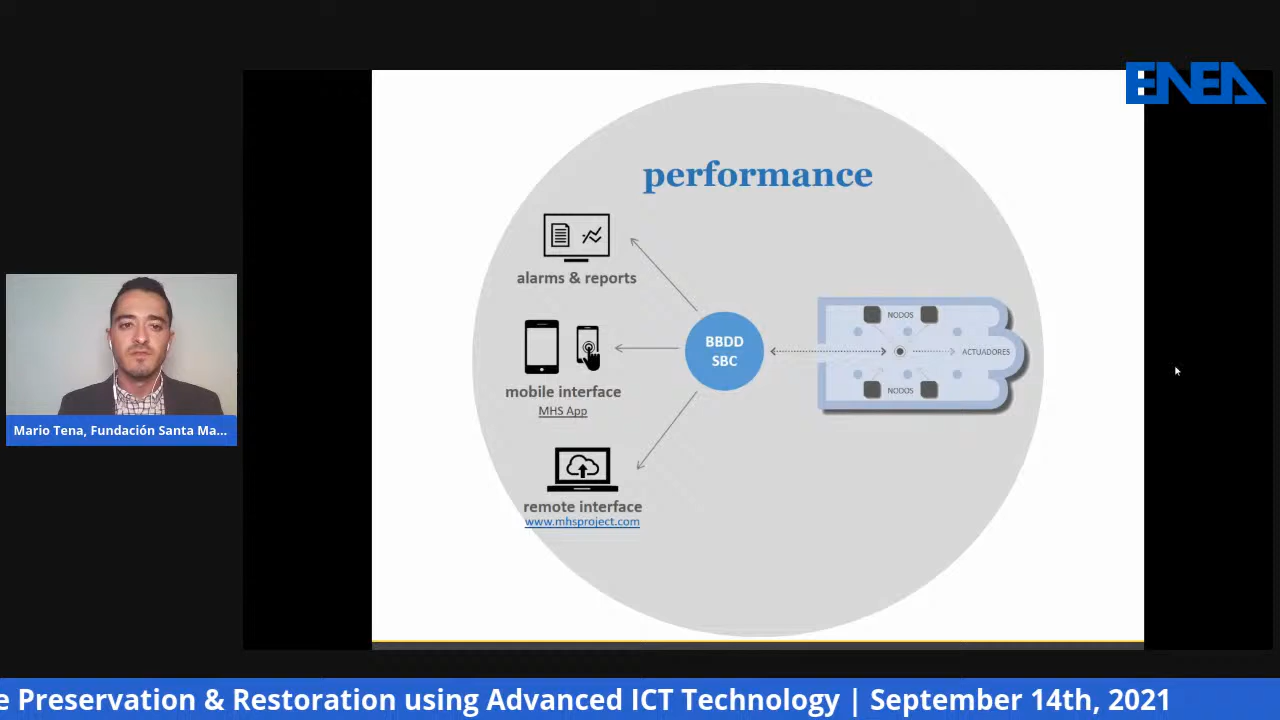 ENEA
performance
alarms & reports
mobile interface
MHS App
remote interface
www.mhsproject.com
BBDD
SBC
NODOS
ACTUADORES
NODOS
Mario Tena, Fundación Santa Ma...
e Preservation & Restoration using Advanced ICT Technology | September 14th, 2021